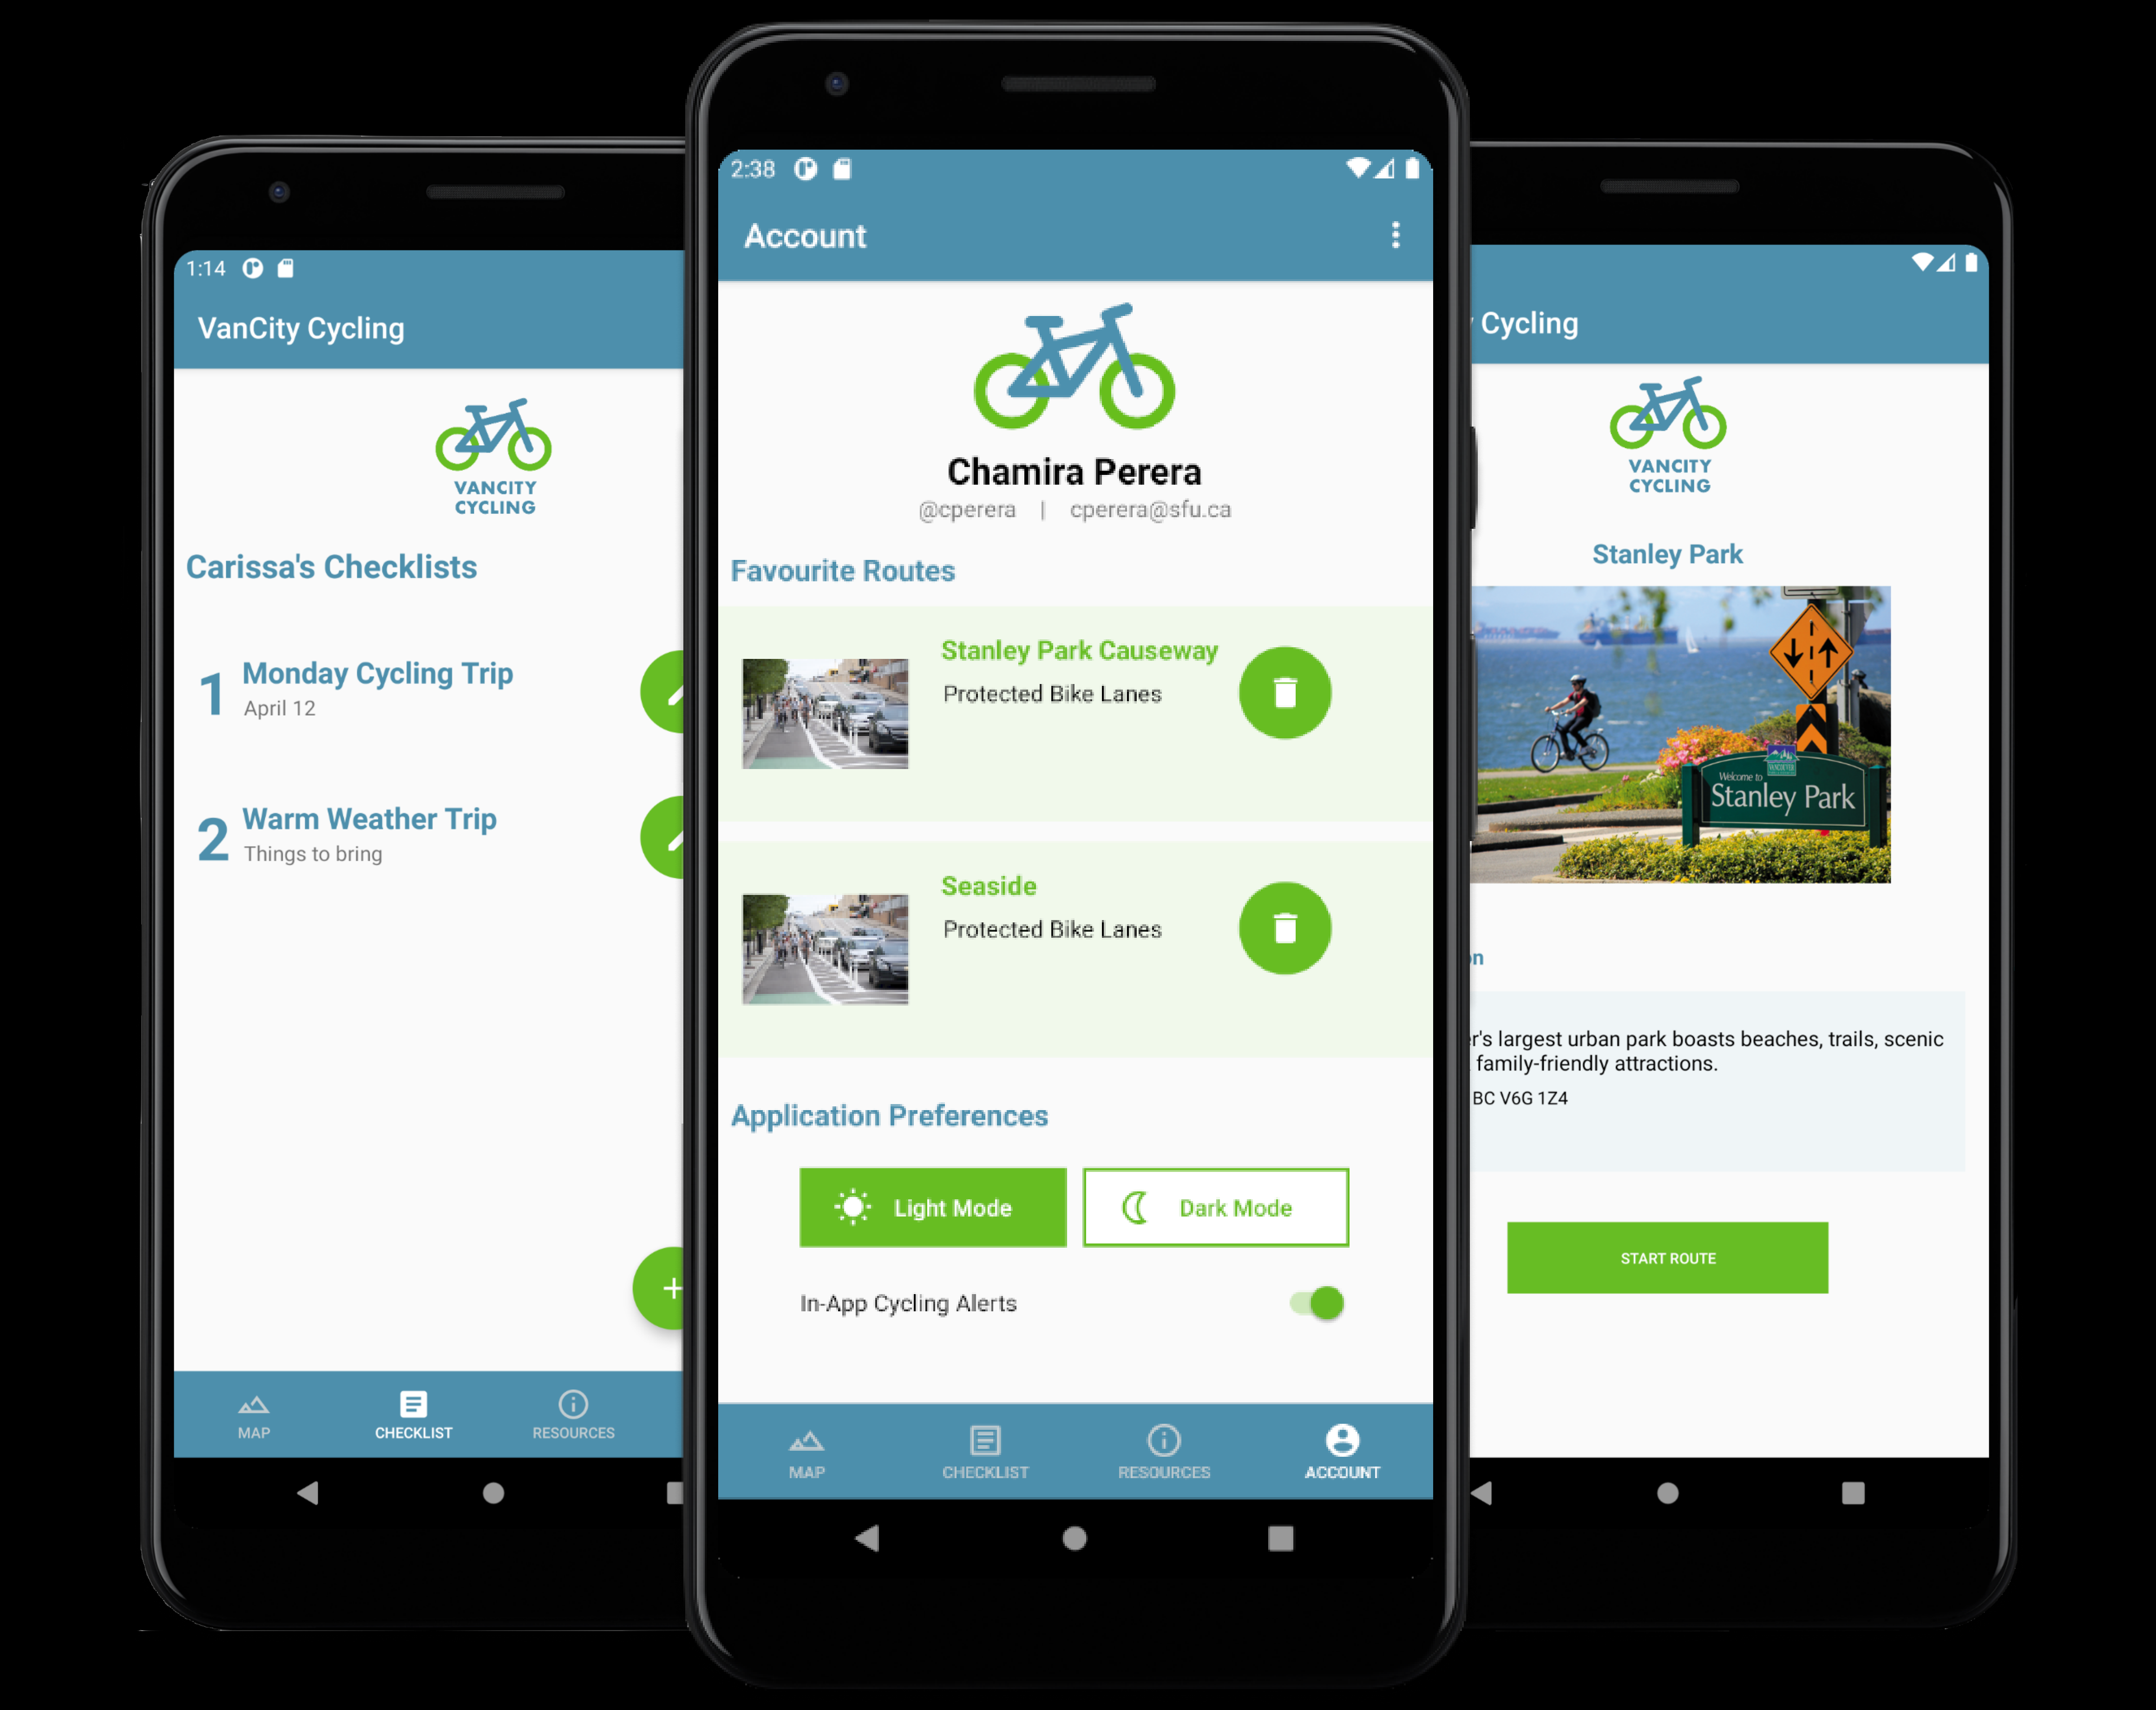 1:14
VanCity Cycling
VANCITY
CYCLING
Carissa's Checklists
1
Monday Cycling Trip
April 12
2
Warm Weather Trip
Things to bring
+
MAP
CHECKLIST
RESOURCES
2:38
Account
Chamira Perera
@cperera | cperera@sfu.ca
Favourite Routes
Stanley Park Causeway
Protected Bike Lanes
Seaside
Protected Bike Lanes
Application Preferences
Light Mode
Dark Mode
In-App Cycling Alerts
MAP
CHECKLIST
RESOURCES
ACCOUNT
Cycling
VANCITY
CYCLING
Stanley Park
Welcome to
Stanley Park
on
r's largest urban park boasts beaches, trails, scenic
family-friendly attractions.
BC V6G 1Z4
START ROUTE